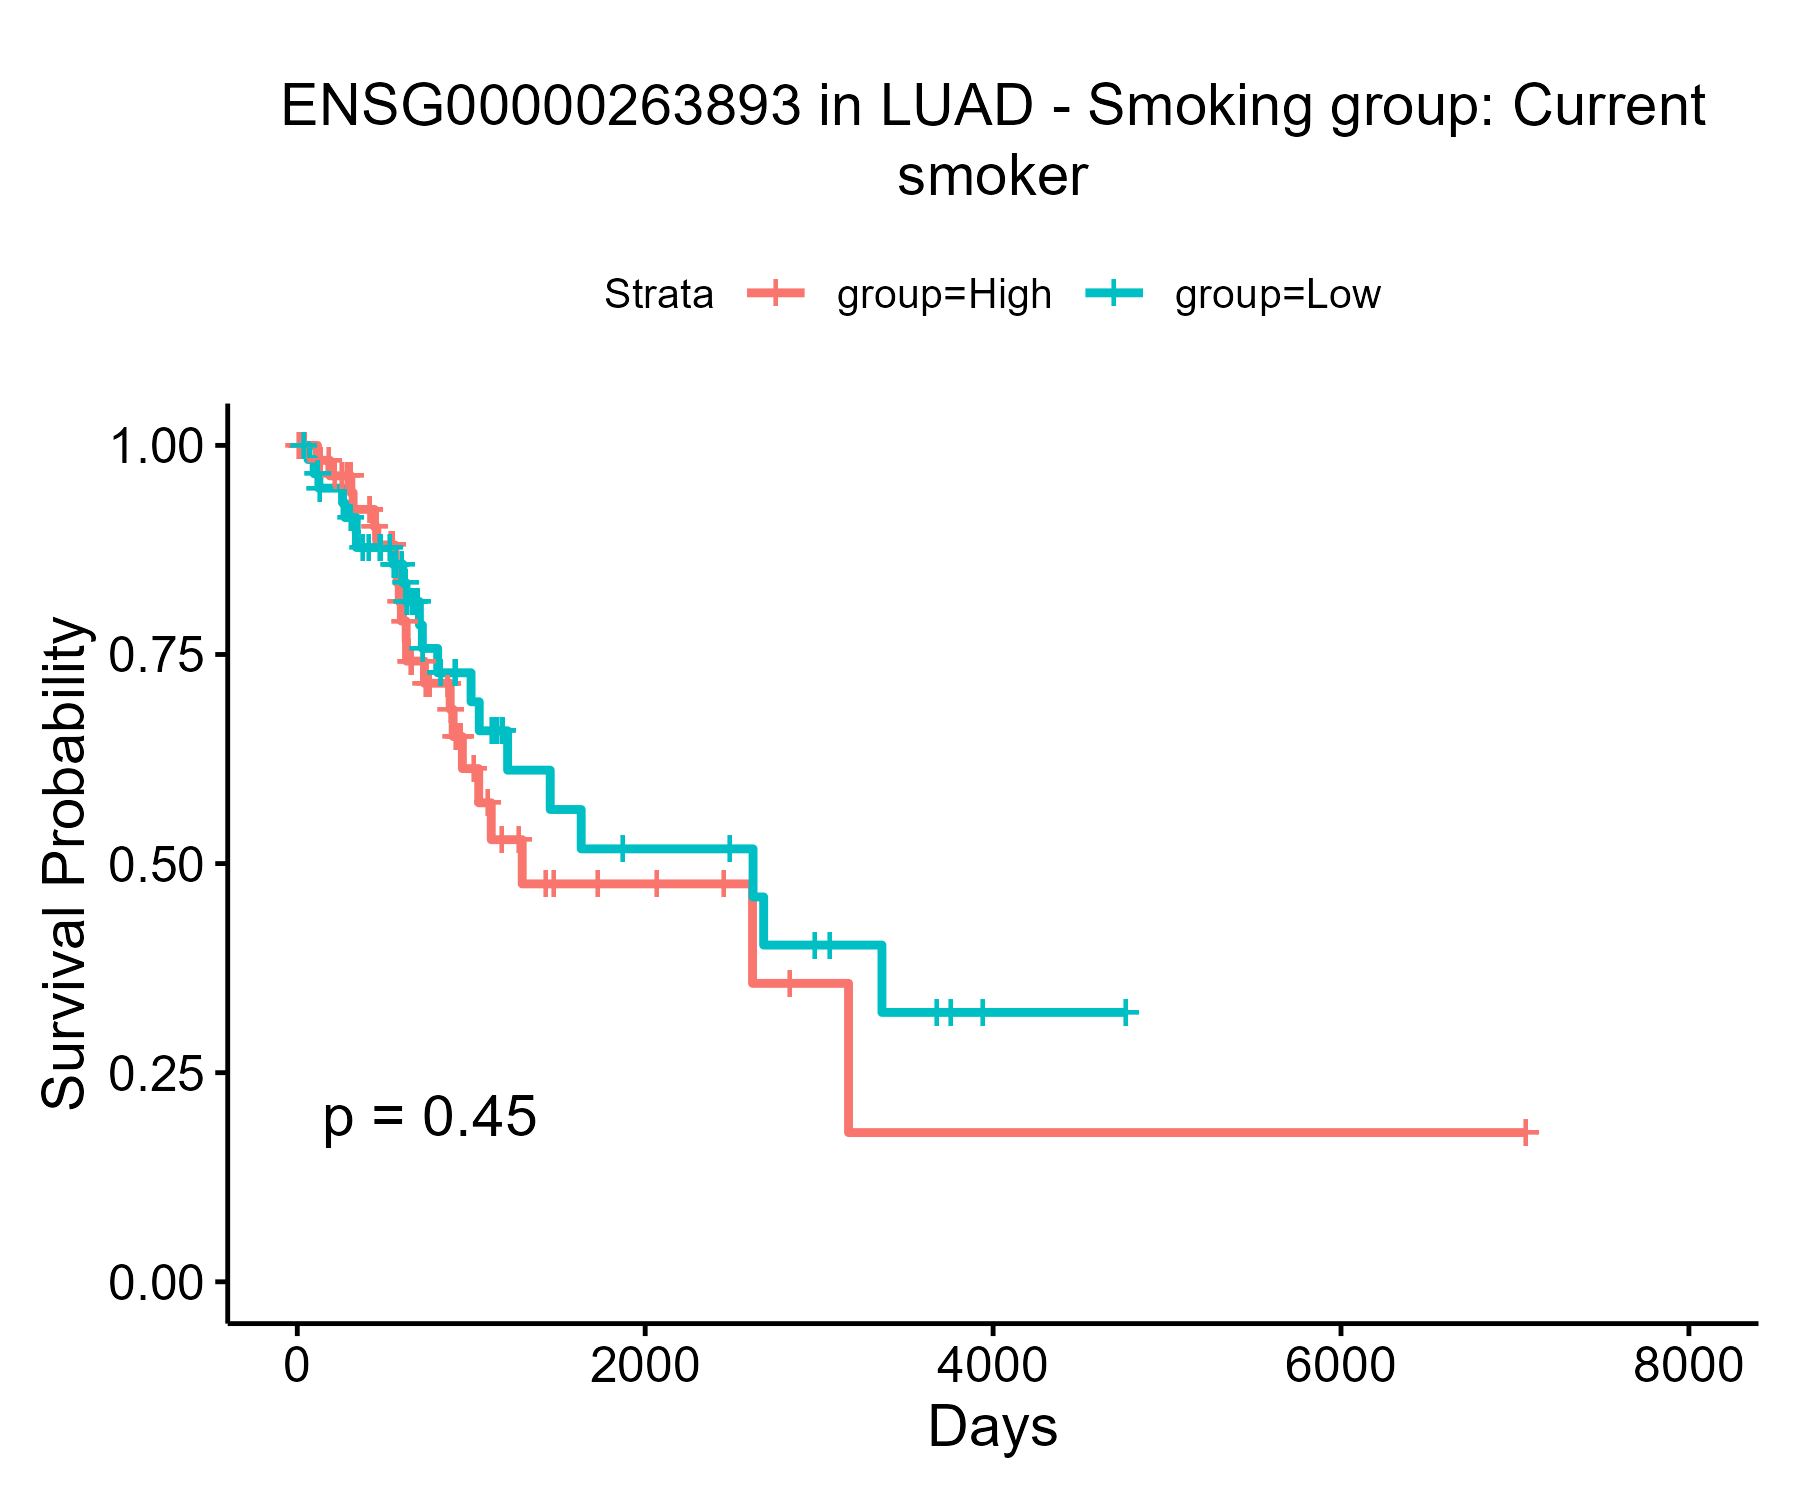 ENSG00000263893 in LUAD - Smoking group: Current
smoker
Strata group=High group=Low
1.00
0.75
0.50
0.25
0.00
Survival Probability
p = 0.45
0 2000 4000 6000 8000
Days